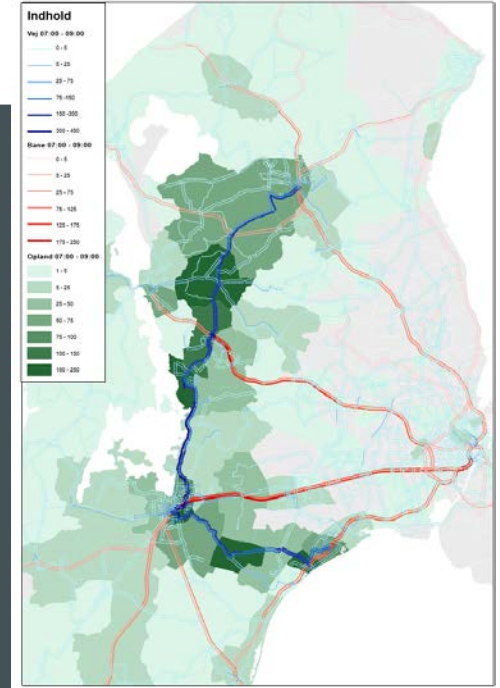 Indhold
Vej 07:00 - 09:00
0 - 5
5 - 25
25 - 75
75 - 150
150 - 300
300 - 450
Bane 07:00 - 09:00
0 - 5
5 - 25
25 - 75
75 - 125
125 - 175
175 - 250
Opland 07:00 - 09:00
1 - 5
5 - 25
25 - 50
50 - 75
75 - 100
100 - 150
150 - 200